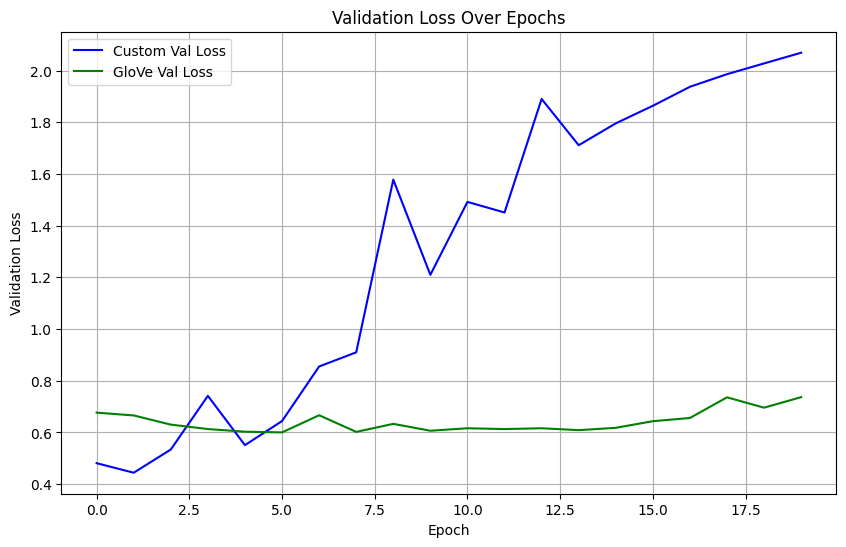 Validation Loss Over Epochs
Custom Val Loss
GloVe Val Loss
Validation Loss
2.0
1.8
1.6
1.4
1.2
1.0
0.8
0.6
0.4
0.0 2.5 5.0 7.5 10.0 12.5 15.0 17.5
Epoch